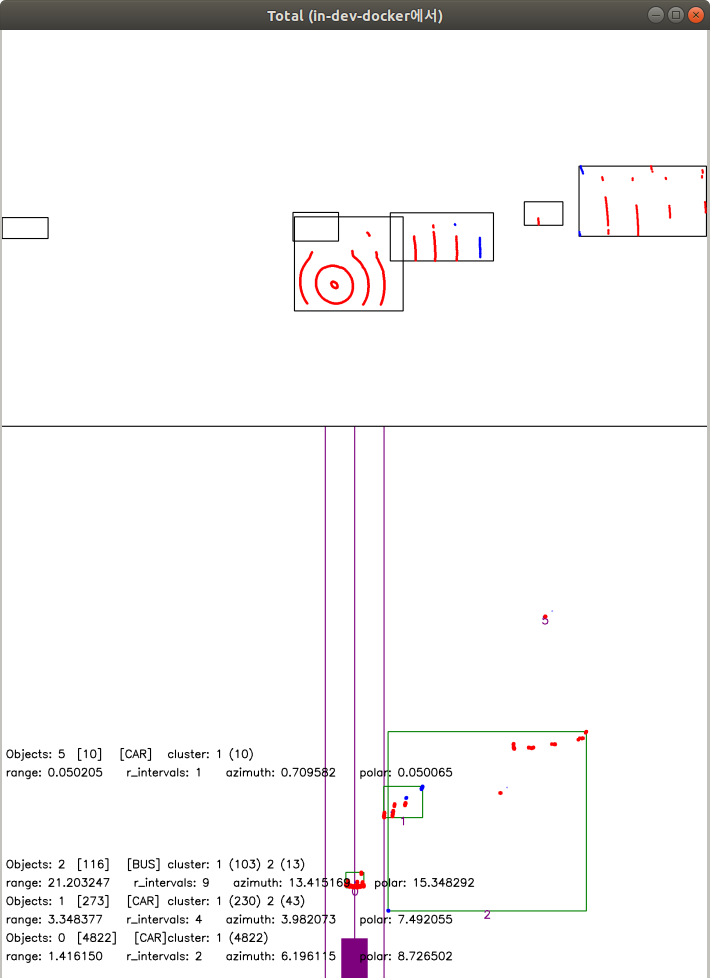 Total (in-dev-docker에서)
5
Objects: 5 [10] [CAR] cluster: 1 (10)
range: 0.050205 r_intervals: 1 azimuth: 0.709582 polar: 0.050065
1
Objects: 2 [116] [BUS] cluster: 1 (103) 2 (13)
range: 21.203247 r_intervals: 9 azimuth: 13.415169 polar: 15.348292
0
Objects: 1 [273] [CAR] cluster: 1 (230) 2 (43)
2
range: 3.348377 r_intervals: 4 azimuth: 3.982073 polar: 7.492055
Objects: 0 [4822] [CAR]cluster: 1 (4822)
range: 1.416150 r_intervals: 2 azimuth: 6.196115 polar: 8.726502